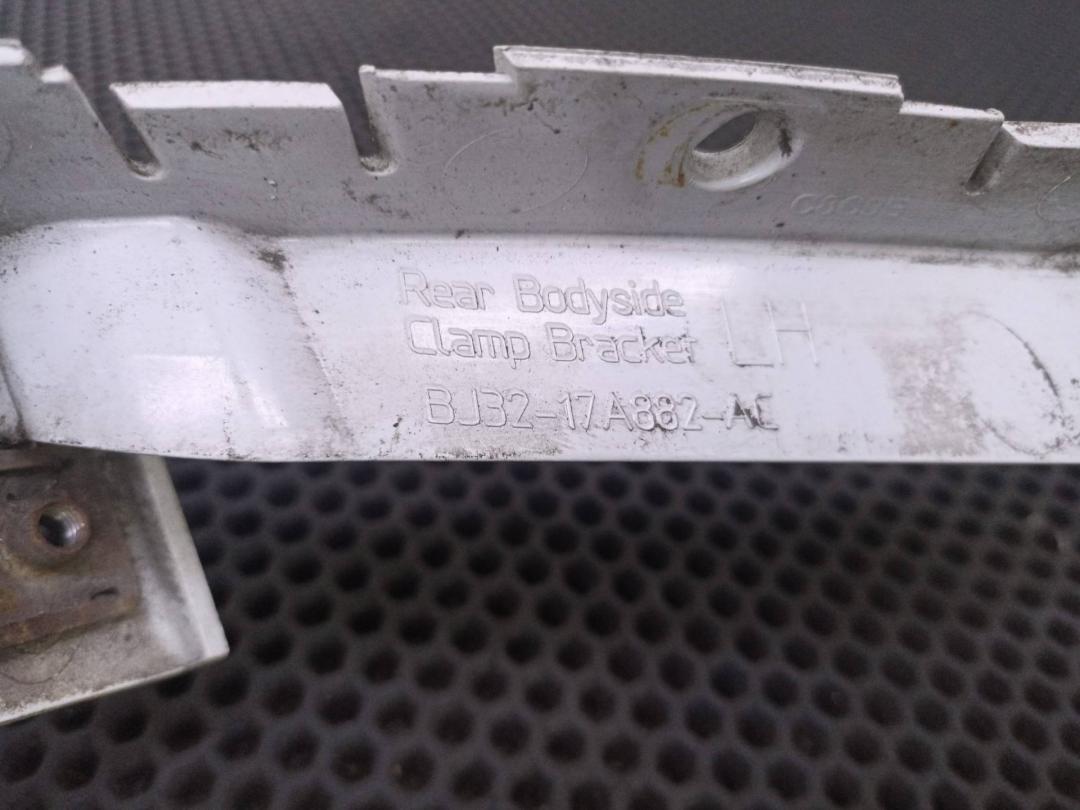 Rear Bodyside
Clamp Bracket LH
BJ32-17A882-AC